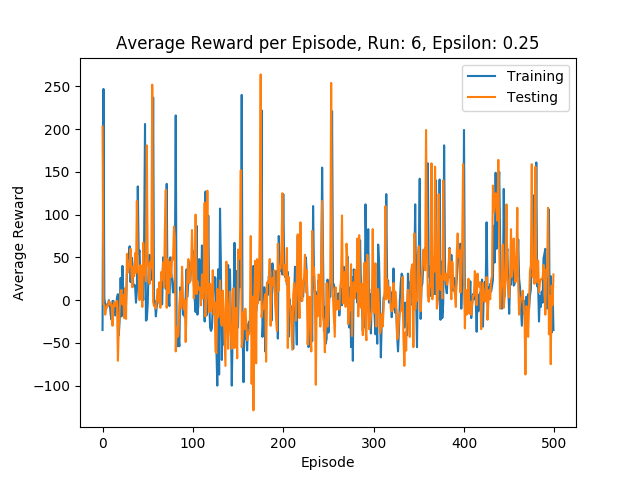 Average Reward per Episode, Run: 6, Epsilon: 0.25
Training
Testing
250
200
150
100
50
0
−50
−100
Average Reward
0
100
200
300
400
500
Episode